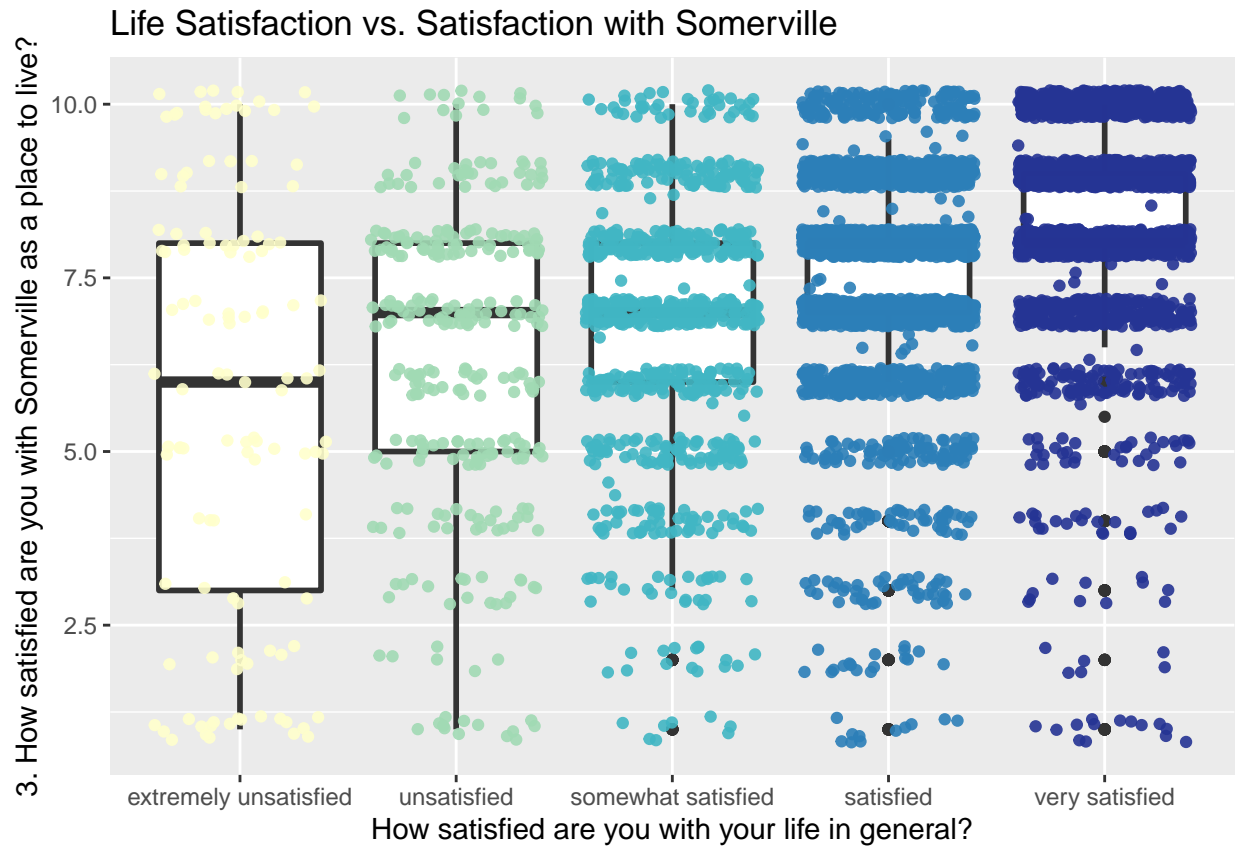 Life Satisfaction vs. Satisfaction with Somerville
3. How satisfied are you with Somerville as a place to live?
10.0
7.5
5.0
2.5
extremely unsatisfied
unsatisfied
somewhat satisfied
satisfied
very satisfied
How satisfied are you with your life in general?